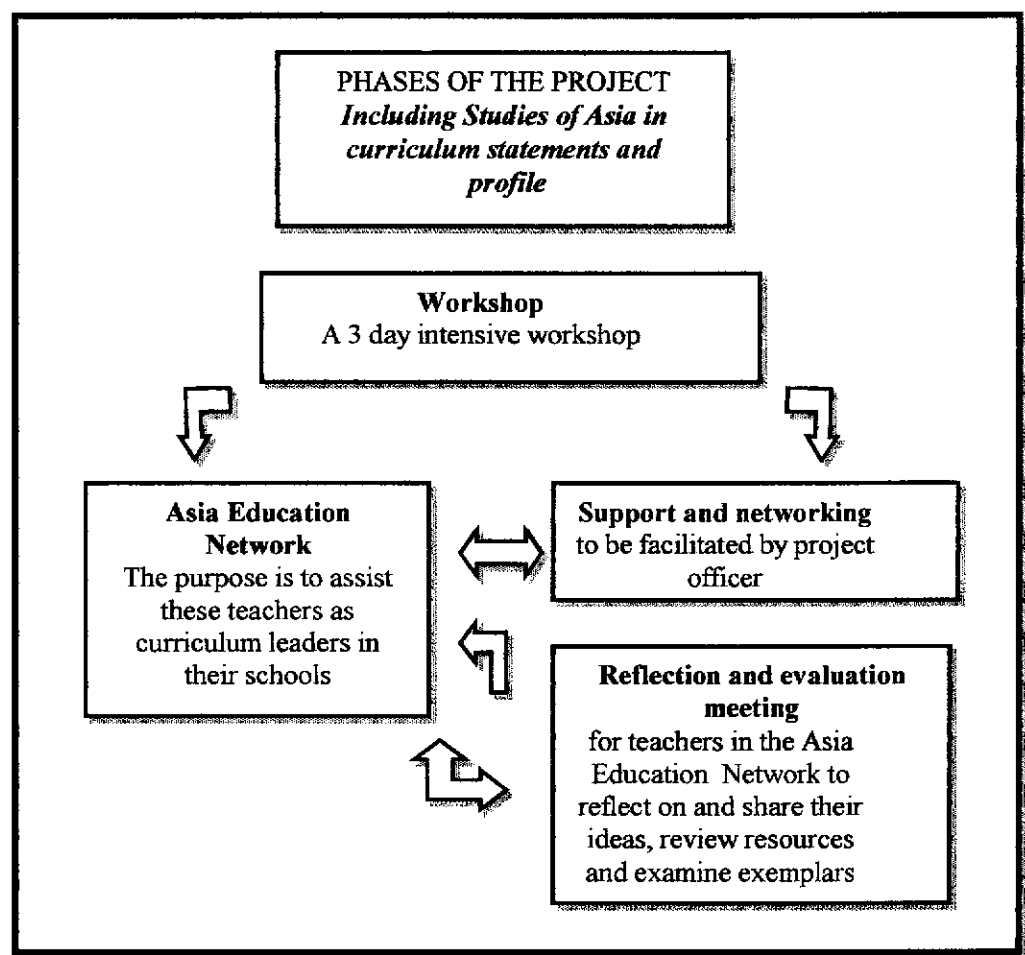 PHASES OF THE PROJECT
Including Studies of Asia in
curriculum statements and
profile
Workshop
A 3 day intensive workshop
Asia Education
Network
The purpose is to assist
these teachers as
curriculum leaders in
their schools
Support and networking
to be facilitated by project
officer
Reflection and evaluation
meeting
for teachers in the Asia
Education Network to
reflect on and share their
ideas, review resources
and examine exemplars